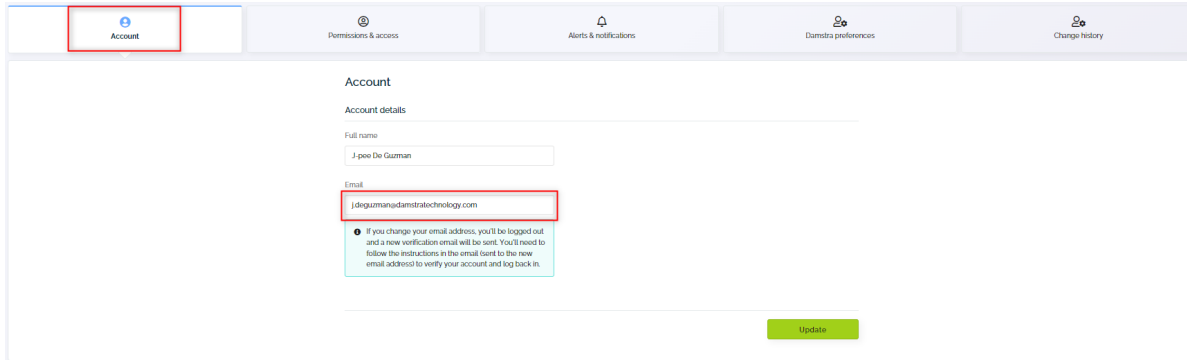 Account
Permissions & access
Alerts & notifications
Damstra preferences
Change history
Account
Account details
Full name
J-pee De Guzman
Email
j.deguzman@damstratechnology.com
If you change your email address, you'll be logged out
and a new verification email will be sent. You'll need to
follow the instructions in the email (sent to the new
email address) to verify your account and log back in.
Update